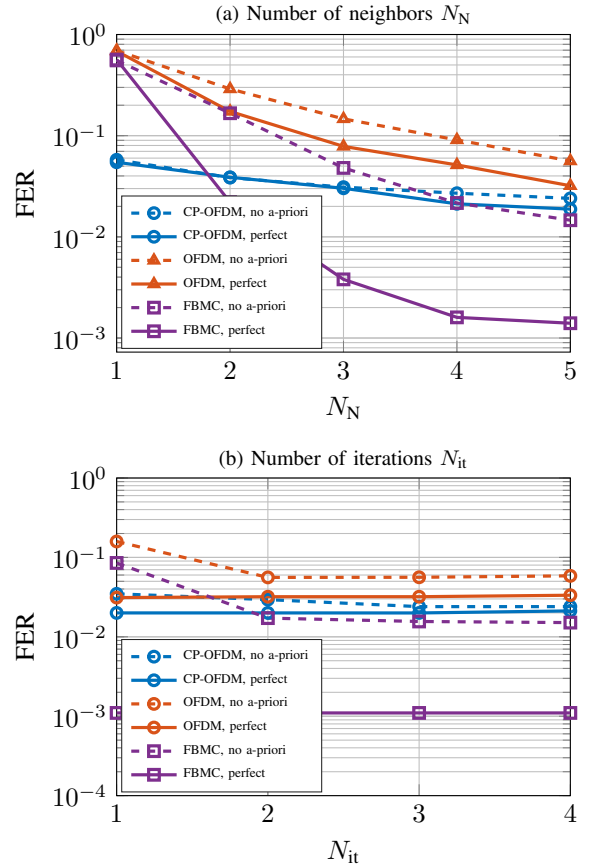 (a) Number of neighbors N_N
10^0
10^−1
10^−2
10^−3
FER
CP-OFDM, no a-priori
CP-OFDM, perfect
OFDM, no a-priori
OFDM, perfect
FBMC, no a-priori
FBMC, perfect
1 2 3 4 5
N_N
(b) Number of iterations N_it
10^0
10^−1
10^−2
10^−3
10^−4
FER
CP-OFDM, no a-priori
CP-OFDM, perfect
OFDM, no a-priori
OFDM, perfect
FBMC, no a-priori
FBMC, perfect
1 2 3 4
N_it